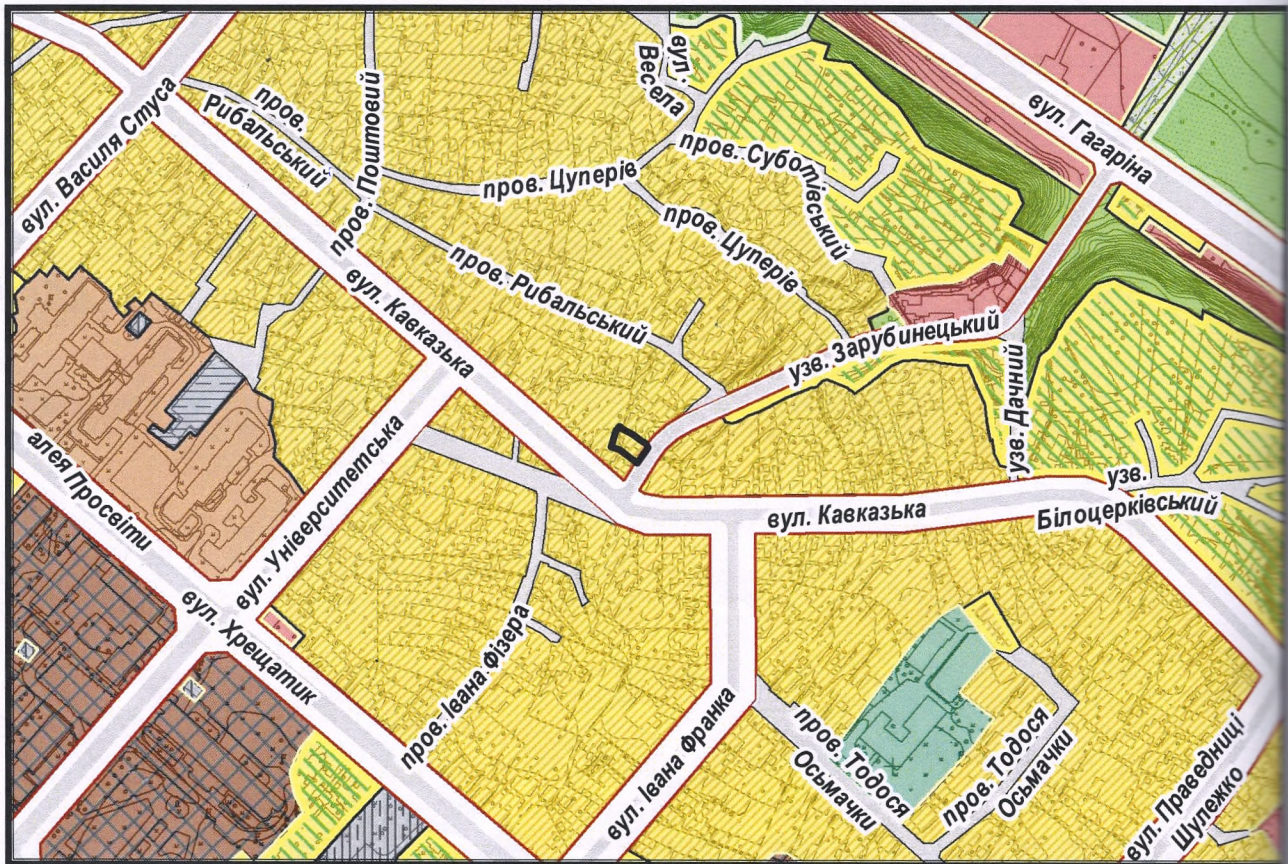 вул. Василя Стуса
пров.
Рибальський
пров. Поштовий
вул.
Весела
пров. Цуперів
пров. Суботівський
пров. Цуперів
вул. Гагаріна
пров. Рибальський
вул. Кавказька
узв. Зарубинецький
узв. Дачний
алея Просвіти
вул. Університетська
вул. Хрещатик
вул. Кавказька
узв.
Білоцерківський
пров. Івана Фізера
вул. Івана Франка
пров. Тодося
Осьмачки
пров. Тодося
Осьмачки
вул. Праведниці
Шулежко